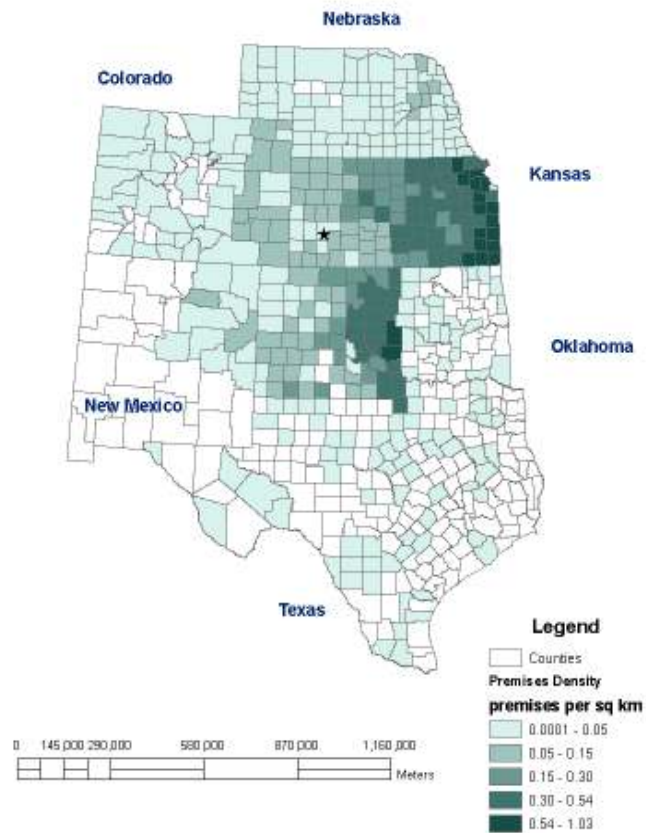 Nebraska
Colorado
Kansas
Oklahoma
New Mexico
Texas
Legend
Counties
Premises Density
premises per sq km
0.0001 - 0.05
0.05 - 0.15
0.15 - 0.30
0.30 - 0.54
0.54 - 1.03
0 145,000 290,000 580,000 870,000 1,160,000
Meters